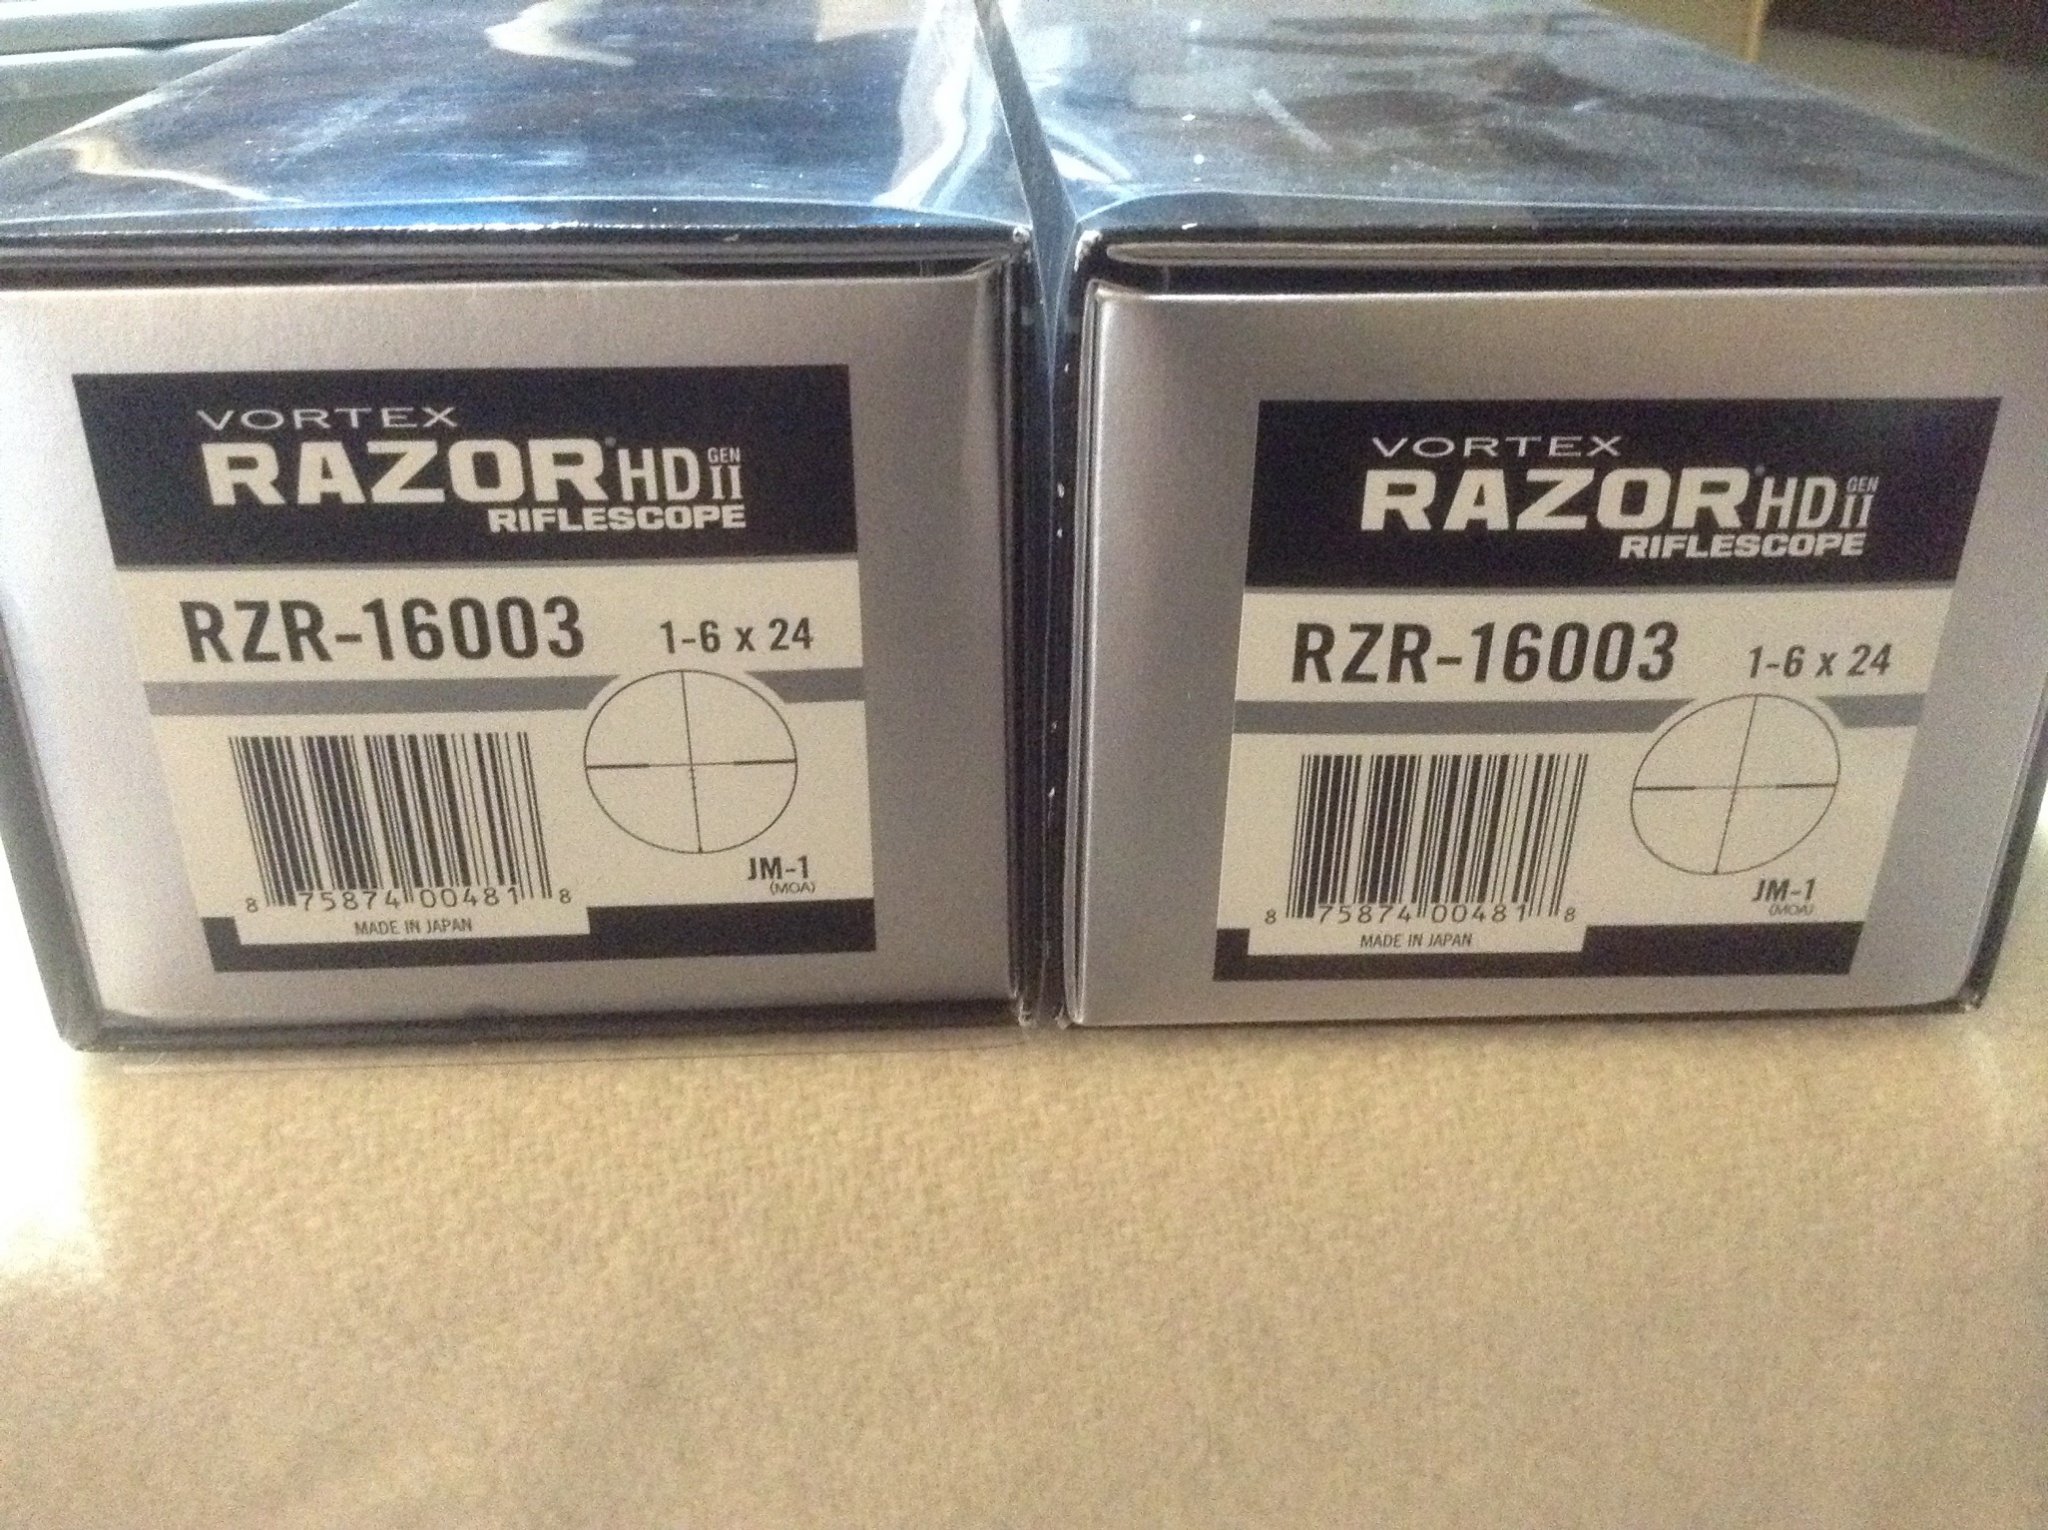 VORTEX
RAZOR HD GEN II
RIFLESCOPE
RZR-16003 1-6 x 24
JM-1
(MOA)
8 75874 00481 8
MADE IN JAPAN
VORTEX
RAZOR HD GEN II
RIFLESCOPE
RZR-16003 1-6 x 24
JM-1
(MOA)
8 75874 00481 8
MADE IN JAPAN